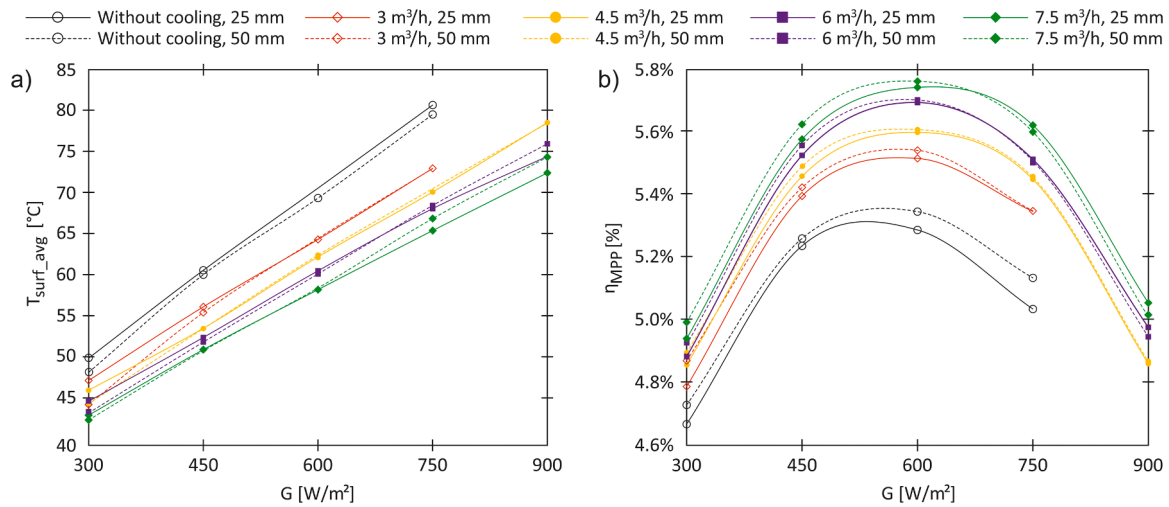 Without cooling, 25 mm 3 m³/h, 25 mm 4.5 m³/h, 25 mm 6 m³/h, 25 mm 7.5 m³/h, 25 mm
Without cooling, 50 mm 3 m³/h, 50 mm 4.5 m³/h, 50 mm 6 m³/h, 50 mm 7.5 m³/h, 50 mm
a)
85
80
75
70
65
60
55
50
45
40
T_surf_avg [°C]
300 450 600 750 900
G [W/m²]
b)
5.8%
5.6%
5.4%
5.2%
5.0%
4.8%
4.6%
η_MPP [%]
300 450 600 750 900
G [W/m²]